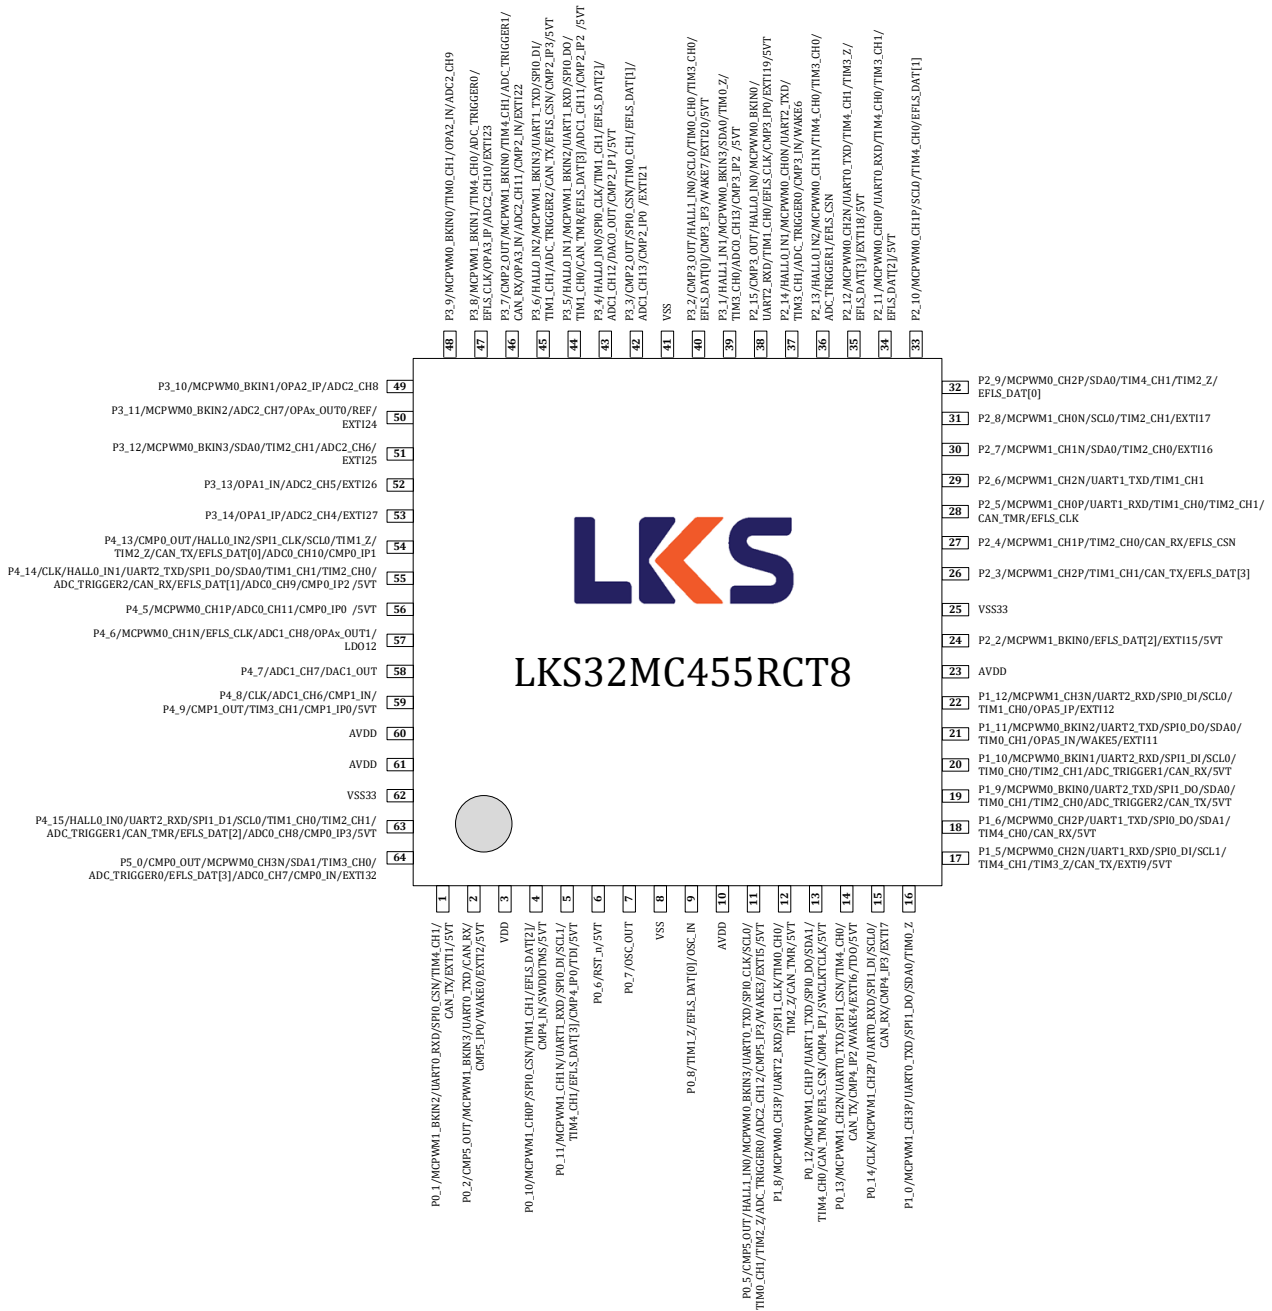 P3_9/MCPWM0_BKIN0/TIM0_CH1/OPA2_IN/ADC2_CH9
P3_8/MCPWM1_BKIN1/TIM4_CH0/ADC_TRIGGER0/
EFLS_CLK/OPA3_IP/ADC2_CH10/EXTI23
P3_7/CMP2_OUT/MCPWM1_BKIN0/TIM4_CH1/ADC_TRIGGER1/
CAN_RX/OPA3_IN/ADC2_CH11/CMP2_IN/EXTI22
P3_6/HALL0_IN2/MCPWM1_BKIN3/UART1_TXD/SPI0_DI/
TIM1_CH1/ADC_TRIGGER2/CAN_TX/EFLS_CSN/CMP2_IP3/5VT
P3_5/HALL0_IN1/MCPWM1_BKIN2/UART1_RXD/SPI0_DO/
TIM1_CH0/CAN_TMR/EFLS_DAT[3]/ADC1_CH11/CMP2_IP2 /5VT
P3_4/HALL0_IN0/SPI0_CLK/TIM1_CH1/EFLS_DAT[2]/
ADC1_CH12/DAC0_OUT/CMP2_IP1/5VT
P3_3/CMP2_OUT/SPI0_CSN/TIM0_CH1/EFLS_DAT[1]/
ADC1_CH13/CMP2_IP0 /EXTI21
VSS
P3_2/CMP3_OUT/HALL1_IN0/SCL0/TIM0_CH0/TIM3_CH0/
EFLS_DAT[0]/CMP3_IP3/WAKE7/EXTI20/5VT
P3_1/HALL1_IN1/MCPWM0_BKIN3/SDA0/TIM0_Z/
TIM3_CH0/ADC0_CH13/CMP3_IP2 /5VT
P2_15/CMP3_OUT/HALL0_IN0/MCPWM0_BKIN0/
UART2_RXD/TIM1_CH0/EFLS_CLK/CMP3_IP0/EXTI19/5VT
P2_14/HALL0_IN1/MCPWM0_CH0N/UART2_TXD/
TIM3_CH1/ADC_TRIGGER0/CMP3_IN/WAKE6
P2_13/HALL0_IN2/MCPWM0_CH1N/TIM4_CH0/TIM3_CH0/
ADC_TRIGGER1/EFLS_CSN
P2_12/MCPWM0_CH2N/UART0_TXD/TIM4_CH1/TIM3_Z/
EFLS_DAT[3]/EXTI18/5VT
P2_11/MCPWM0_CH0P/UART0_RXD/TIM4_CH0/TIM3_CH1/
EFLS_DAT[2]/5VT
P2_10/MCPWM0_CH1P/SCL0/TIM4_CH0/EFLS_DAT[1]
48
47
46
45
44
43
42
41
40
39
38
37
36
35
34
33
P3_10/MCPWM0_BKIN1/OPA2_IP/ADC2_CH8 49
P3_11/MCPWM0_BKIN2/ADC2_CH7/OPAx_OUT0/REF/
EXTI24
50
P3_12/MCPWM0_BKIN3/SDA0/TIM2_CH1/ADC2_CH6/
EXTI25
51
P3_13/OPA1_IN/ADC2_CH5/EXTI26 52
P3_14/OPA1_IP/ADC2_CH4/EXTI27 53
P4_13/CMP0_OUT/HALL0_IN2/SPI1_CLK/SCL0/TIM1_Z/
TIM2_Z/CAN_TX/EFLS_DAT[0]/ADC0_CH10/CMP0_IP1
54
P4_14/CLK/HALL0_IN1/UART2_TXD/SPI1_DO/SDA0/TIM1_CH1/TIM2_CH0/
ADC_TRIGGER2/CAN_RX/EFLS_DAT[1]/ADC0_CH9/CMP0_IP2 /5VT
55
P4_5/MCPWM0_CH1P/ADC0_CH11/CMP0_IP0 /5VT 56
P4_6/MCPWM0_CH1N/EFLS_CLK/ADC1_CH8/OPAx_OUT1/
LDO12
57
P4_7/ADC1_CH7/DAC1_OUT 58
P4_8/CLK/ADC1_CH6/CMP1_IN/
P4_9/CMP1_OUT/TIM3_CH1/CMP1_IP0/5VT
59
AVDD 60
AVDD 61
VSS33 62
P4_15/HALL0_IN0/UART2_RXD/SPI1_D1/SCL0/TIM1_CH0/TIM2_CH1/
ADC_TRIGGER1/CAN_TMR/EFLS_DAT[2]/ADC0_CH8/CMP0_IP3/5VT
63
P5_0/CMP0_OUT/MCPWM0_CH3N/SDA1/TIM3_CH0/
ADC_TRIGGER0/EFLS_DAT[3]/ADC0_CH7/CMP0_IN/EXTI32
64
LKS
LKS32MC455RCT8
32 P2_9/MCPWM0_CH2P/SDA0/TIM4_CH1/TIM2_Z/
EFLS_DAT[0]
31 P2_8/MCPWM1_CH0N/SCL0/TIM2_CH1/EXTI17
30 P2_7/MCPWM1_CH1N/SDA0/TIM2_CH0/EXTI16
29 P2_6/MCPWM1_CH2N/UART1_TXD/TIM1_CH1
28 P2_5/MCPWM1_CH0P/UART1_RXD/TIM1_CH0/TIM2_CH1/
CAN_TMR/EFLS_CLK
27 P2_4/MCPWM1_CH1P/TIM2_CH0/CAN_RX/EFLS_CSN
26 P2_3/MCPWM1_CH2P/TIM1_CH1/CAN_TX/EFLS_DAT[3]
25 VSS33
24 P2_2/MCPWM1_BKIN0/EFLS_DAT[2]/EXTI15/5VT
23 AVDD
22 P1_12/MCPWM1_CH3N/UART2_RXD/SPI0_DI/SCL0/
TIM1_CH0/OPA5_IP/EXTI12
21 P1_11/MCPWM0_BKIN2/UART2_TXD/SPI0_DO/SDA0/
TIM0_CH1/OPA5_IN/WAKE5/EXTI11
20 P1_10/MCPWM0_BKIN1/UART2_RXD/SPI1_DI/SCL0/
TIM0_CH0/TIM2_CH1/ADC_TRIGGER1/CAN_RX/5VT
19 P1_9/MCPWM0_BKIN0/UART2_TXD/SPI1_DO/SDA0/
TIM0_CH1/TIM2_CH0/ADC_TRIGGER2/CAN_TX/5VT
18 P1_6/MCPWM0_CH2P/UART1_TXD/SPI0_DO/SDA1/
TIM4_CH0/CAN_RX/5VT
17 P1_5/MCPWM0_CH2N/UART1_RXD/SPI0_DI/SCL1/
TIM4_CH1/TIM3_Z/CAN_TX/EXTI9/5VT
1
2
3
4
5
6
7
8
9
10
11
12
13
14
15
16
P0_1/MCPWM1_BKIN2/UART0_RXD/SPI0_CSN/TIM4_CH1/
CAN_TX/EXTI1/5VT
P0_2/CMP5_OUT/MCPWM1_BKIN3/UART0_TXD/CAN_RX/
CMP5_IP0/WAKE0/EXTI2/5VT
VDD
P0_10/MCPWM1_CH0P/SPI0_CSN/TIM1_CH1/EFLS_DAT[2]/
CMP4_IN/SWDIOTMS/5VT
P0_11/MCPWM1_CH1N/UART1_RXD/SPI0_DI/SCL1/
TIM4_CH1/EFLS_DAT[3]/CMP4_IP0/TDI/5VT
P0_6/RST_n/5VT
P0_7/OSC_OUT
VSS
P0_8/TIM1_Z/EFLS_DAT[0]/OSC_IN
AVDD
P0_5/CMP5_OUT/HALL1_IN0/MCPWM0_BKIN3/UART0_TXD/SPI0_CLK/SCL0/
TIM0_CH1/TIM2_Z/ADC_TRIGGER0/ADC2_CH12/CMP5_IP3/WAKE3/EXTI5/5VT
P1_8/MCPWM0_CH3P/UART2_RXD/SPI1_CLK/TIM0_CH0/
TIM2_Z/CAN_TMR/5VT
P0_12/MCPWM1_CH1P/UART1_TXD/SPI0_DO/SDA1/
TIM4_CH0/CAN_TMR/EFLS_CSN/CMP4_IP1/SWCLKTCLK/5VT
P0_13/MCPWM1_CH2N/UART0_TXD/SPI1_CSN/TIM4_CH0/
CAN_TX/CMP4_IP2/WAKE4/EXTI6/TDO/5VT
P0_14/CLK/MCPWM1_CH2P/UART0_RXD/SPI1_DI/SCL0/
CAN_RX/CMP4_IP3/EXTI7
P1_0/MCPWM1_CH3P/UART0_TXD/SPI1_DO/SDA0/TIM0_Z